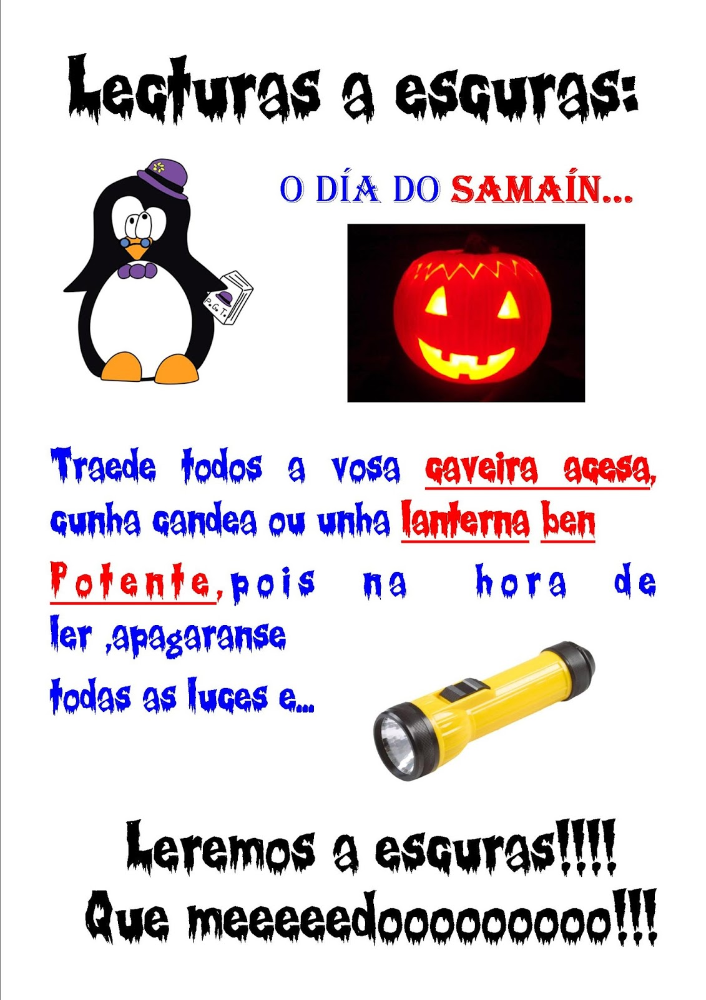 Lecturas a escuras:
O DÍA DO SAMAÍN...
P.G.T.
Traede todos a vosa caveira acesa,
cunha candea ou unha lanterna ben
Potente,pois na hora de
ler ,apagaranse
todas as luces e...
Leremos a escuras!!!!
Que meeeeedooooooooo!!!